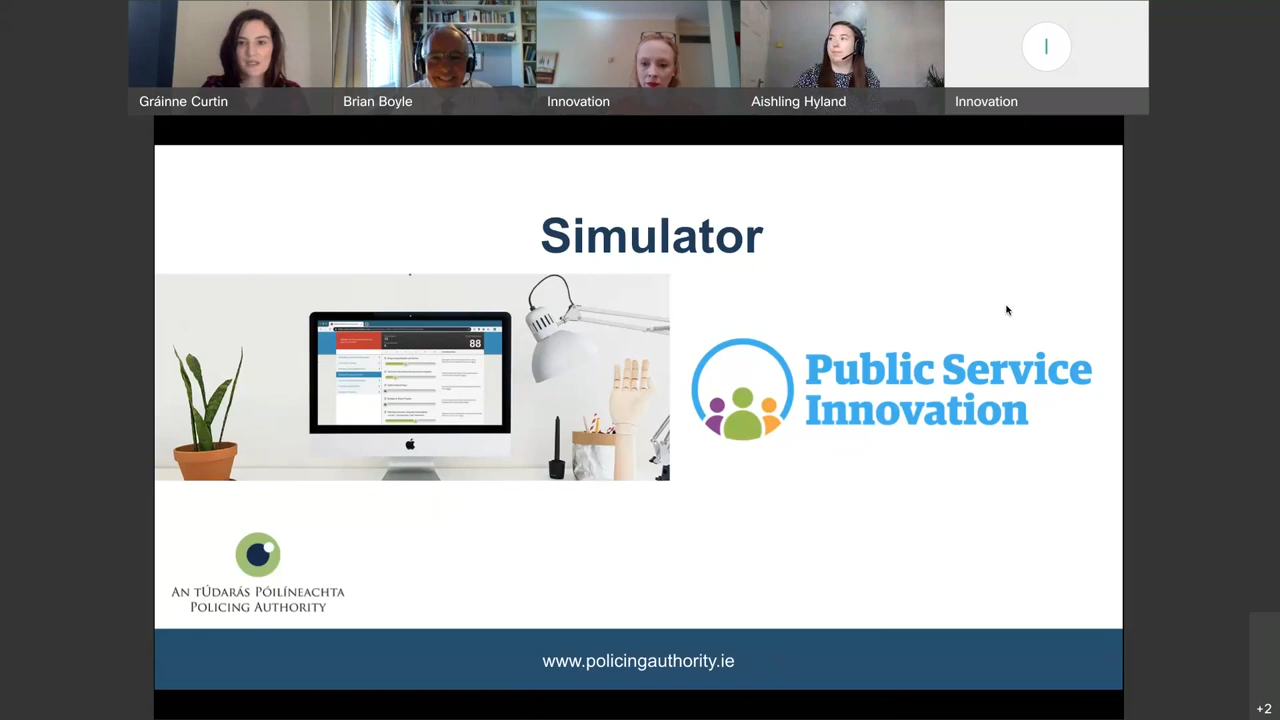 Gráinne Curtin
Brian Boyle
Innovation
Aishling Hyland
I
Innovation
Simulator
88
Public Service
Innovation
An tÚdarás Póilíneachta
Policing Authority
www.policingauthority.ie
+2